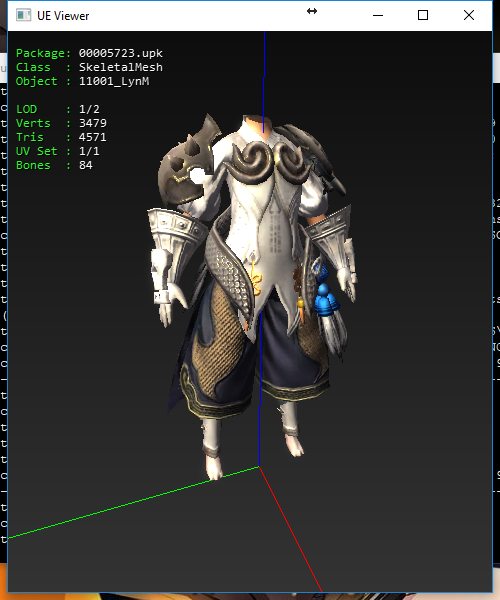 UE Viewer
Package: 00005723.upk
Class : SkeletalMesh
Object : 11001_LynM
LOD : 1/2
Verts : 3479
Tris : 4571
UV Set : 1/1
Bones : 84